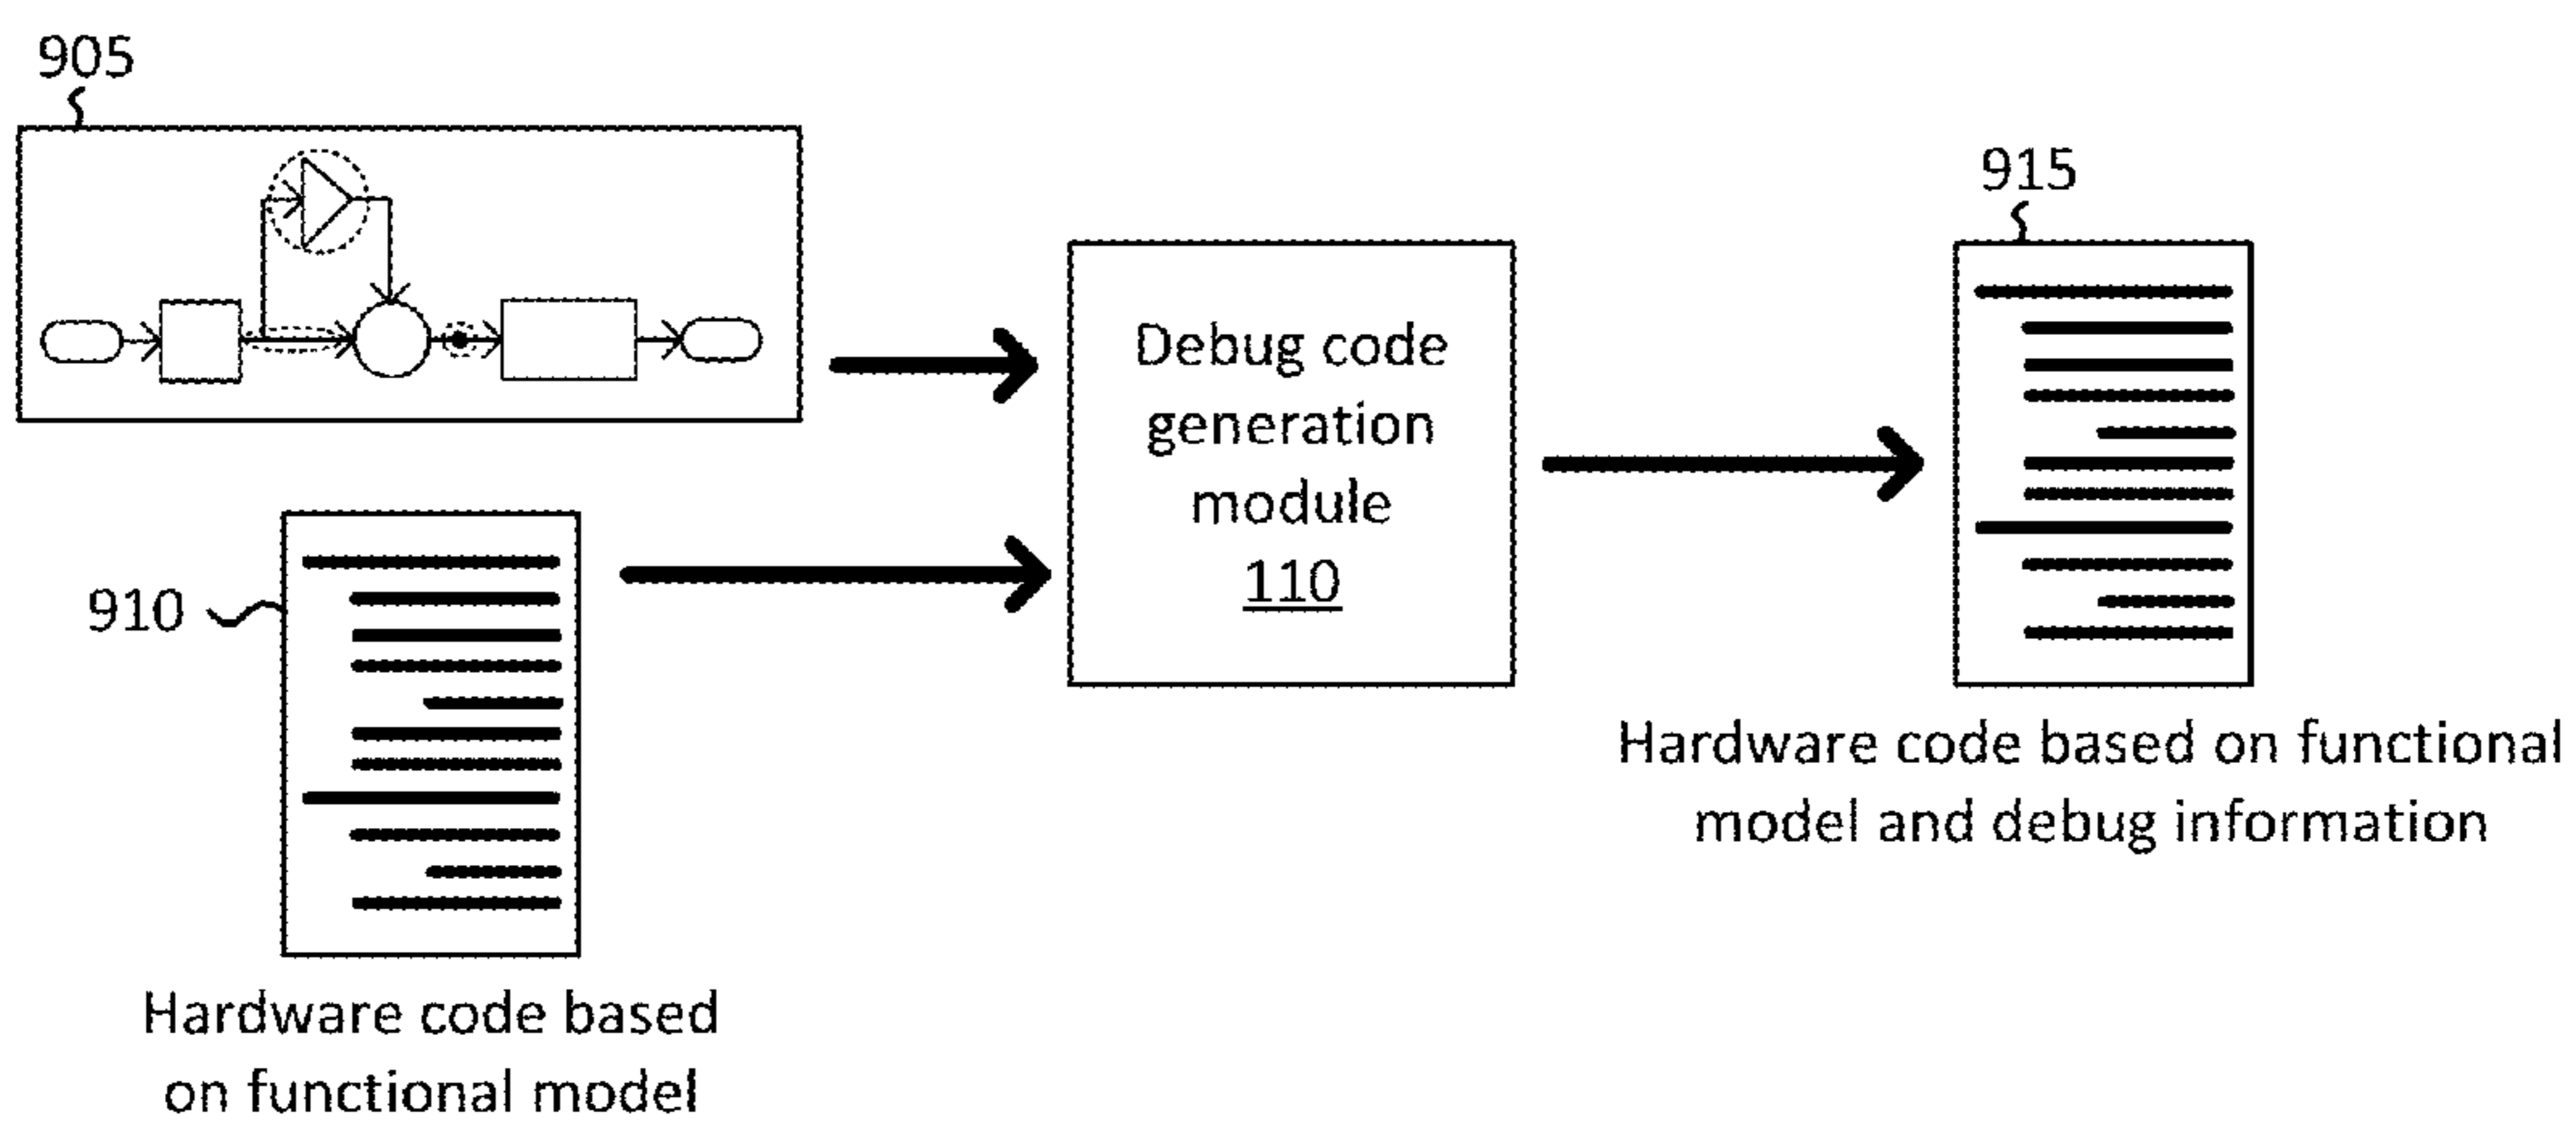 905
915
Debug code
generation
module
110
910
Hardware code based on functional
model and debug information
Hardware code based
on functional model